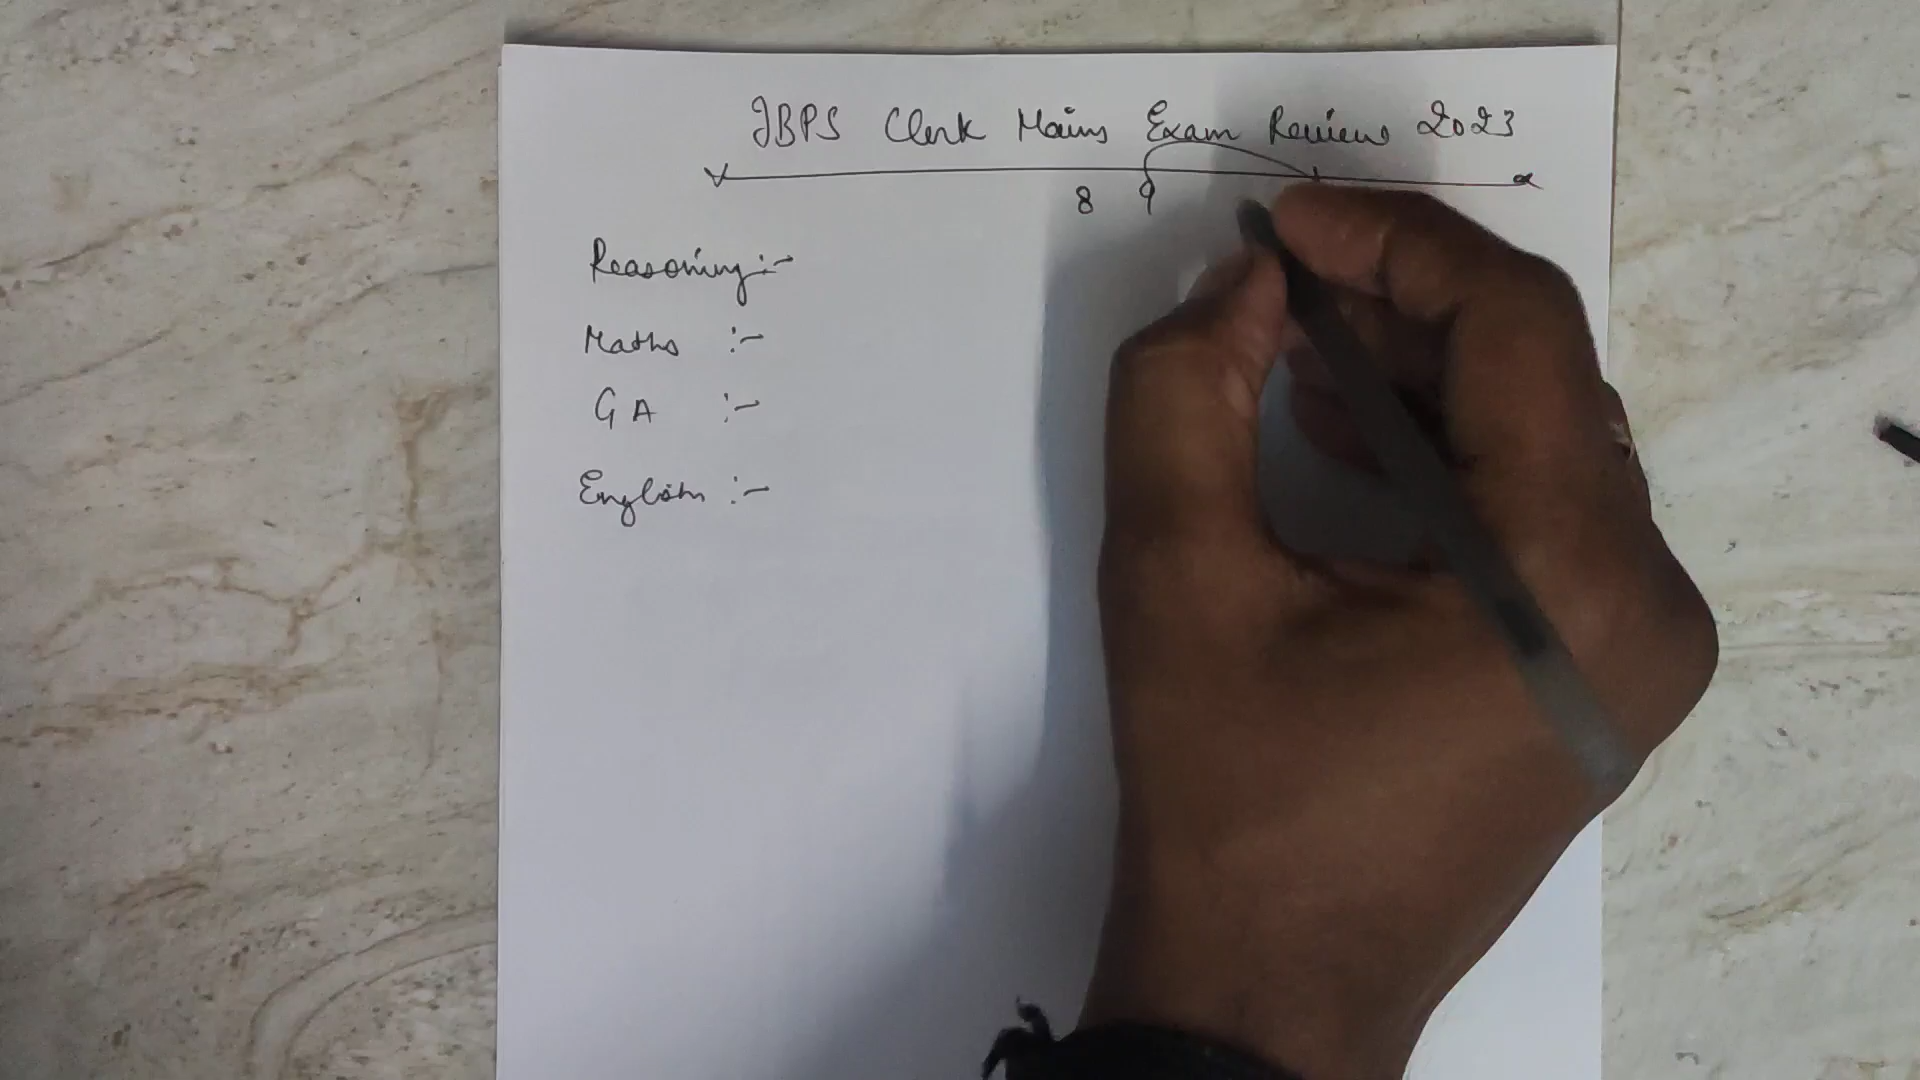 IBPS Clerk Mains Exam Review 2023
8 9
Reasoning :-
Maths :-
GA :-
English :-